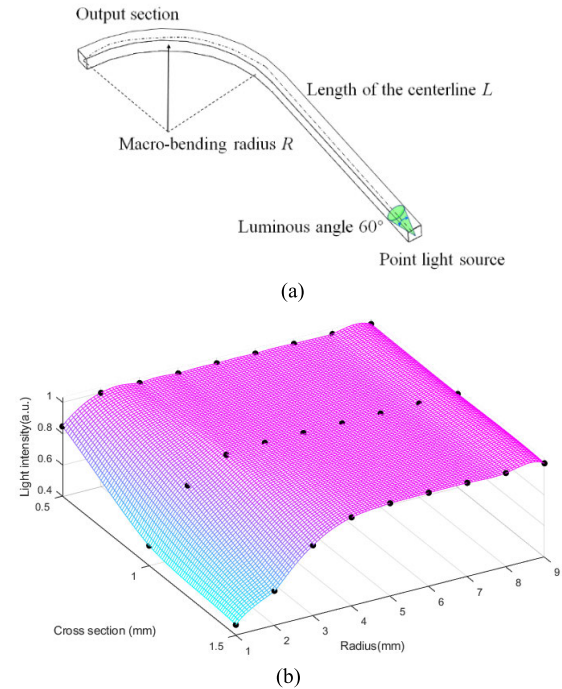 Output section
Length of the centerline L
Macro-bending radius R
Luminous angle 60°
Point light source
(a)
Light intensity(a.u.)
1
0.8
0.6
0.4
0.5
1
1.5
Cross section (mm)
1
2
3
4
5
6
7
8
9
Radius(mm)
(b)